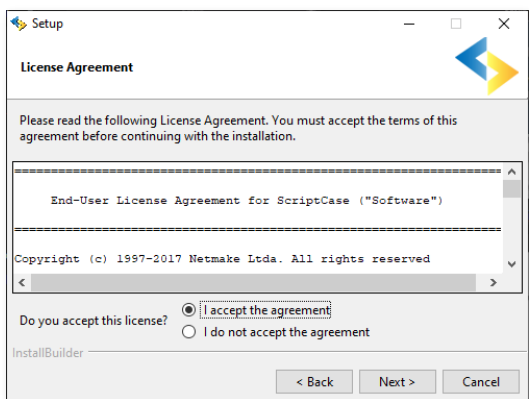 Setup
License Agreement
Please read the following License Agreement. You must accept the terms of this
agreement before continuing with the installation.
======================================================================
End-User License Agreement for ScriptCase ("Software")
======================================================================
Copyright (c) 1997-2017 Netmake Ltda. All rights reserved
Do you accept this license?
I accept the agreement
I do not accept the agreement
InstallBuilder
< Back Next > Cancel